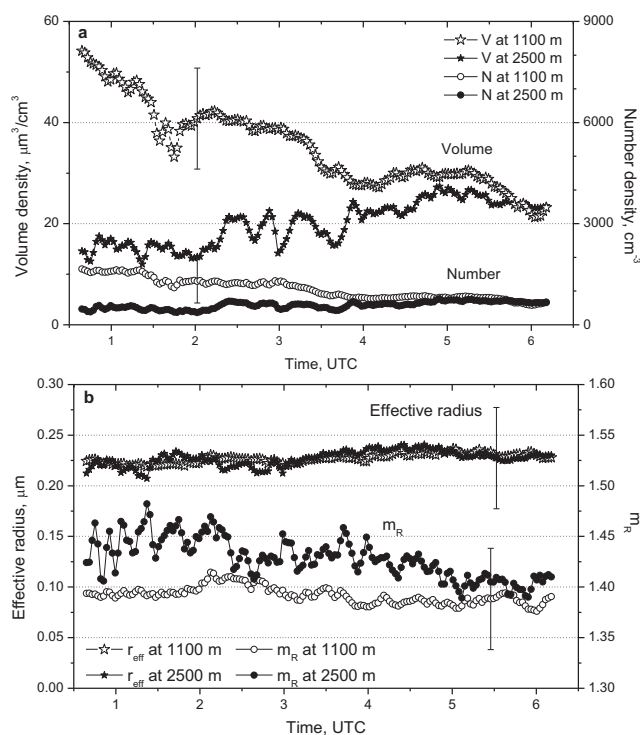 a
V at 1100 m
V at 2500 m
N at 1100 m
N at 2500 m
Volume
Number
Volume density, μm³/cm³
60
40
20
0
Number density, cm⁻³
9000
6000
3000
0
1 2 3 4 5 6
Time, UTC
b
Effective radius
m_R
Effective radius, μm
0.30
0.25
0.20
0.15
0.10
0.05
0.00
m_R
1.60
1.55
1.50
1.45
1.40
1.35
1.30
r_eff at 1100 m m_R at 1100 m
r_eff at 2500 m m_R at 2500 m
1 2 3 4 5 6
Time, UTC